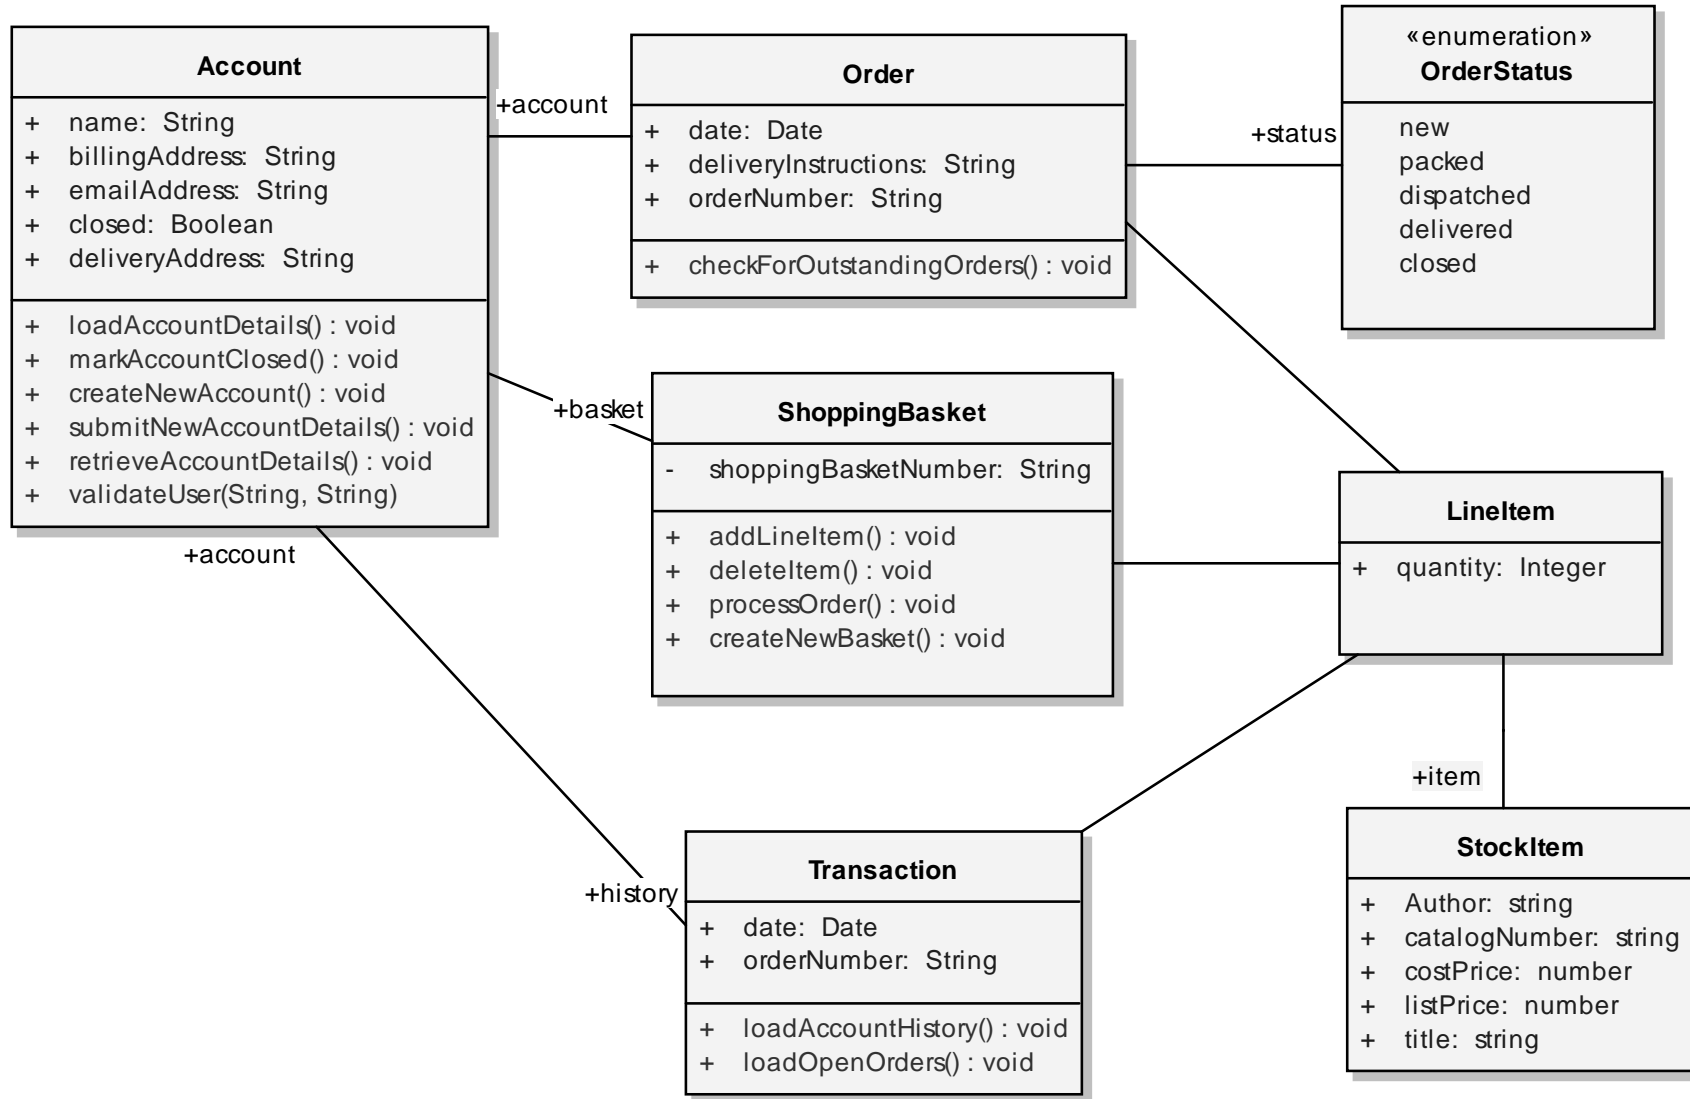 Account
+ name: String
+ billingAddress: String
+ emailAddress: String
+ closed: Boolean
+ deliveryAddress: String
+ loadAccountDetails() : void
+ markAccountClosed() : void
+ createNewAccount() : void
+ submitNewAccountDetails() : void
+ retrieveAccountDetails() : void
+ validateUser(String, String)
+account
+account
Order
+ date: Date
+ deliveryInstructions: String
+ orderNumber: String
+ checkForOutstandingOrders() : void
+status
«enumeration»
OrderStatus
new
packed
dispatched
delivered
closed
+basket
ShoppingBasket
- shoppingBasketNumber: String
+ addLineItem() : void
+ deleteItem() : void
+ processOrder() : void
+ createNewBasket() : void
LineItem
+ quantity: Integer
+history
Transaction
+ date: Date
+ orderNumber: String
+ loadAccountHistory() : void
+ loadOpenOrders() : void
+item
StockItem
+ Author: string
+ catalogNumber: string
+ costPrice: number
+ listPrice: number
+ title: string